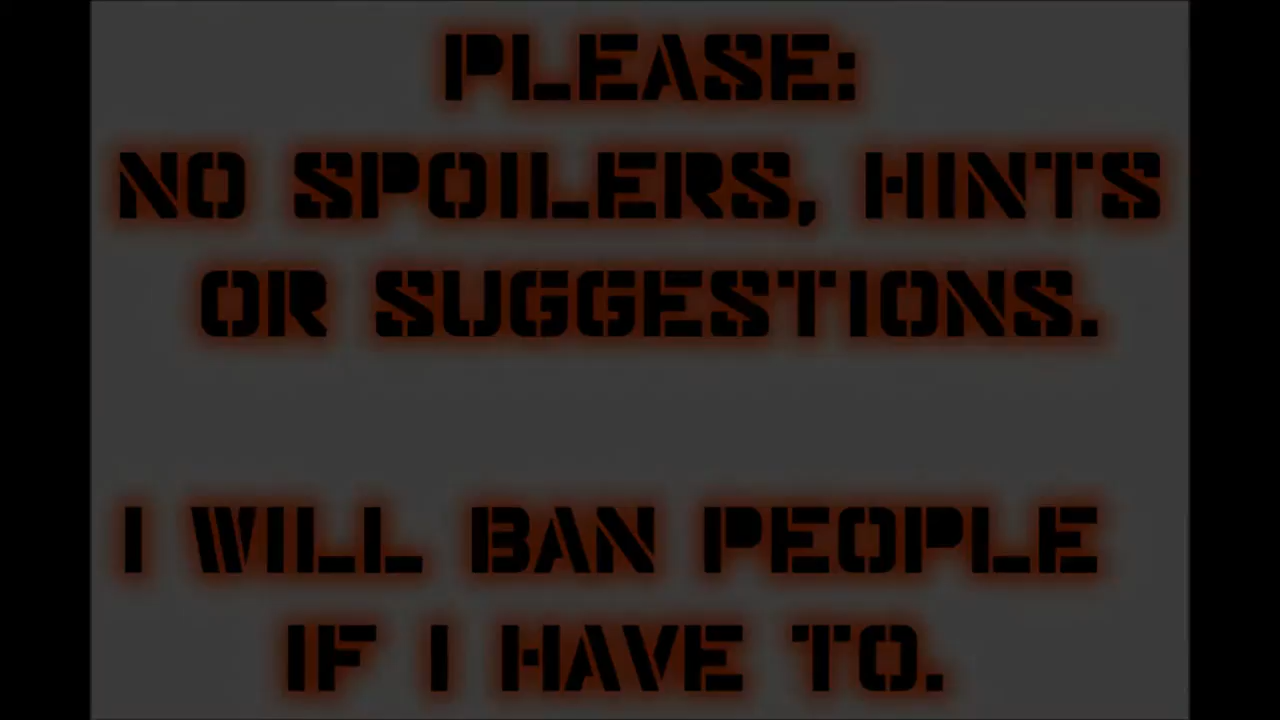 PLEASE:
NO SPOILERS, HINTS
OR SUGGESTIONS.
I WILL BAN PEOPLE
IF I HAVE TO.